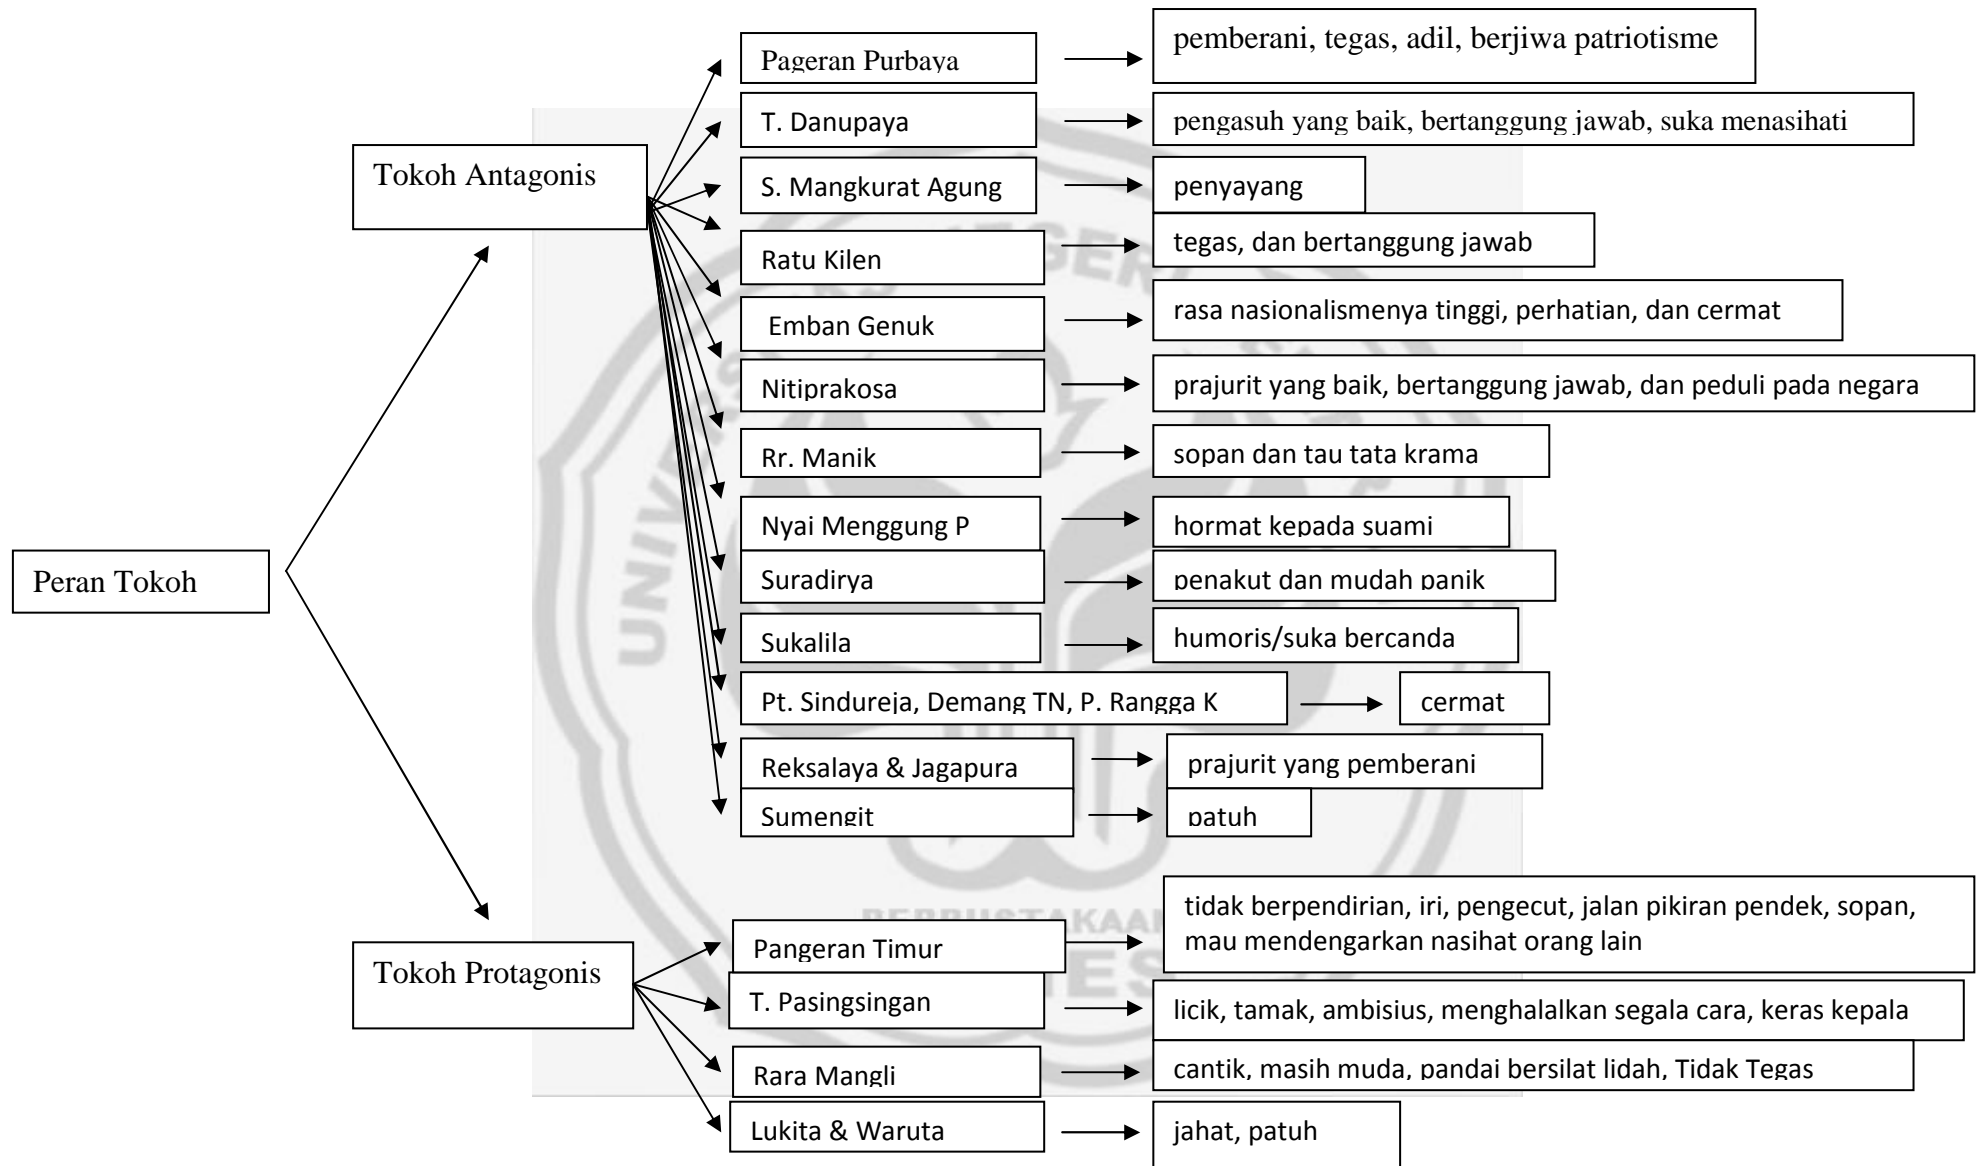 Peran Tokoh
Tokoh Antagonis
Pageran Purbaya
pemberani, tegas, adil, berjiwa patriotisme
T. Danupaya
pengasuh yang baik, bertanggung jawab, suka menasihati
S. Mangkurat Agung
penyayang
Ratu Kilen
tegas, dan bertanggung jawab
Emban Genuk
rasa nasionalismenya tinggi, perhatian, dan cermat
Nitiprakosa
prajurit yang baik, bertanggung jawab, dan peduli pada negara
Rr. Manik
sopan dan tau tata krama
Nyai Menggung P
hormat kepada suami
Suradirya
penakut dan mudah panik
Sukalila
humoris/suka bercanda
Pt. Sindureja, Demang TN, P. Rangga K
cermat
Reksalaya & Jagapura
prajurit yang pemberani
Sumengit
patuh
Tokoh Protagonis
Pangeran Timur
tidak berpendirian, iri, pengecut, jalan pikiran pendek, sopan,
mau mendengarkan nasihat orang lain
T. Pasingsingan
licik, tamak, ambisius, menghalalkan segala cara, keras kepala
Rara Mangli
cantik, masih muda, pandai bersilat lidah, Tidak Tegas
Lukita & Waruta
jahat, patuh